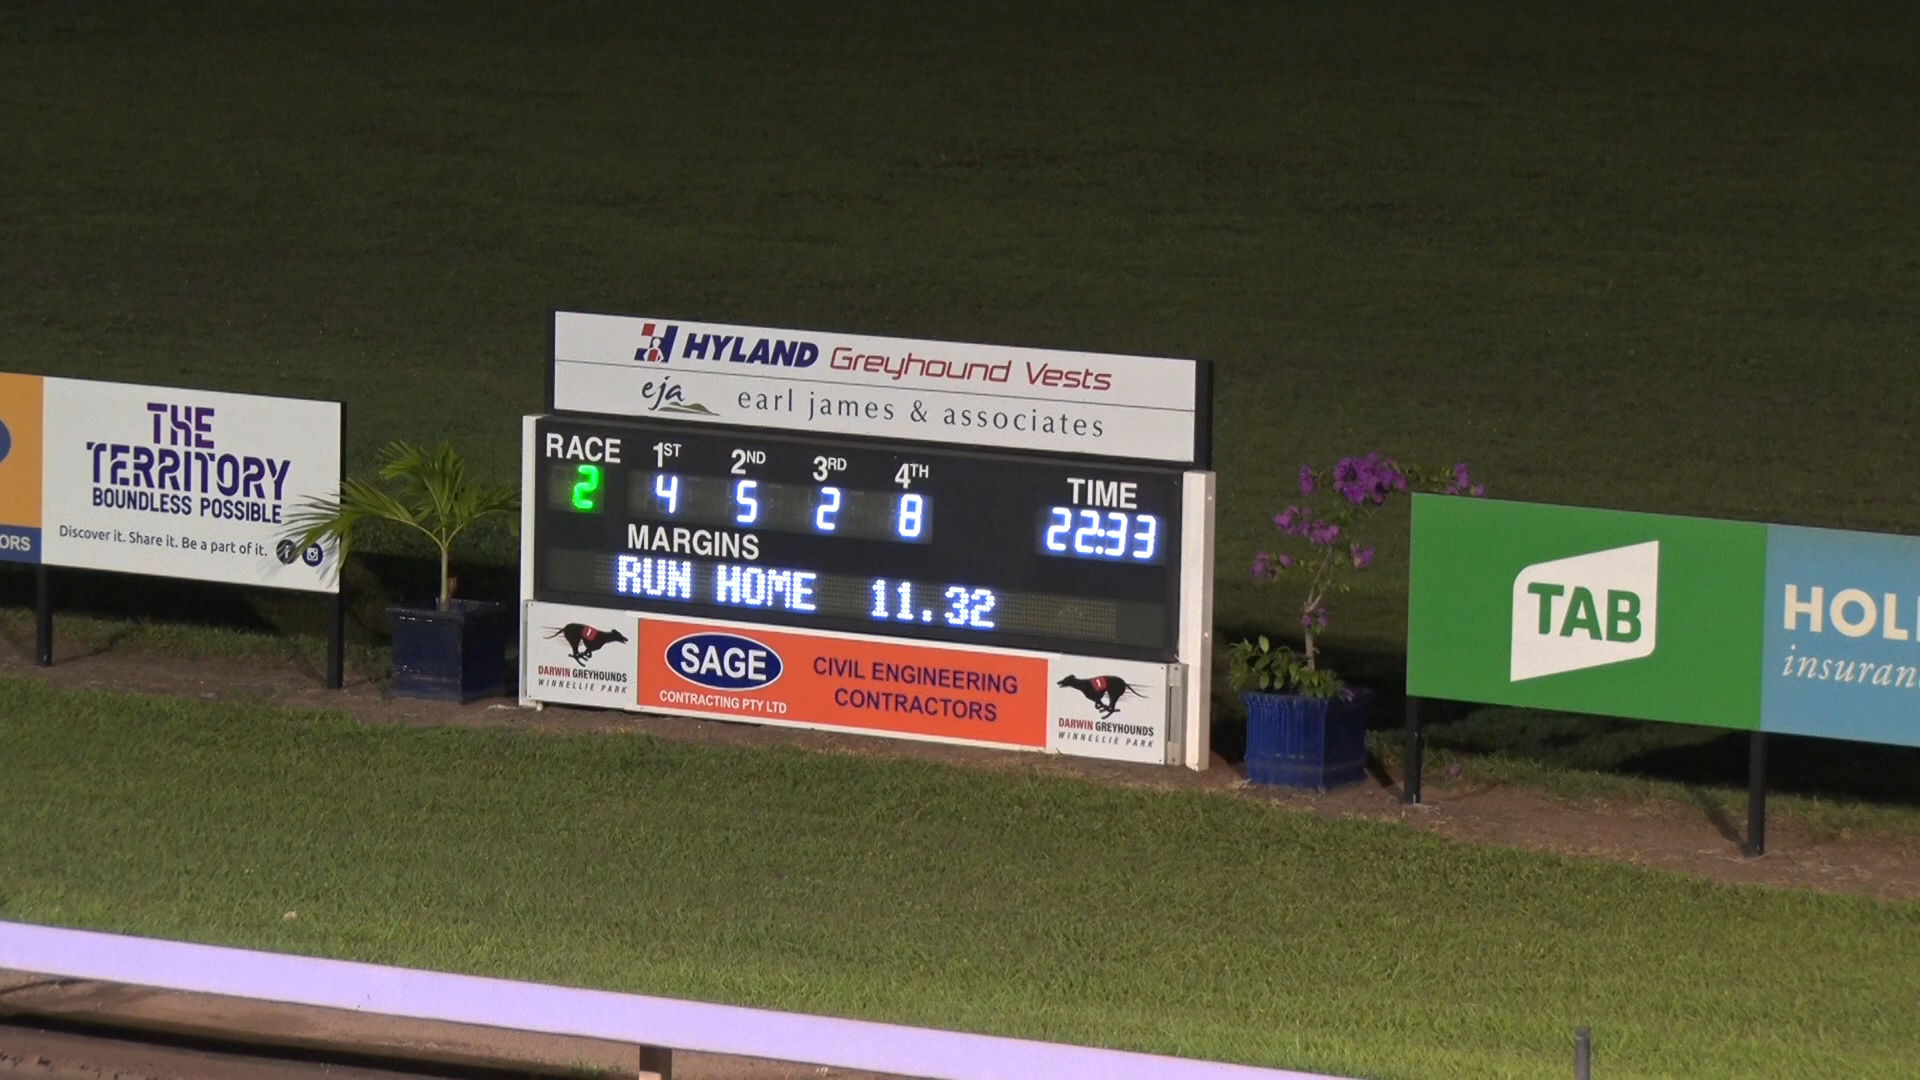 HYLAND Greyhound Vests
eja earl james & associates
THE
TERRITORY
BOUNDLESS POSSIBLE
Discover it. Share it. Be a part of it.
ORS
RACE 1ST 2ND 3RD 4TH TIME
2 4 5 2 8 22:33
MARGINS
RUN HOME 11.32
1
DARWIN GREYHOUNDS
WINNELLIE PARK
SAGE
CONTRACTING PTY LTD
CIVIL ENGINEERING
CONTRACTORS
1
DARWIN GREYHOUNDS
WINNELLIE PARK
TAB
HOL
insuran